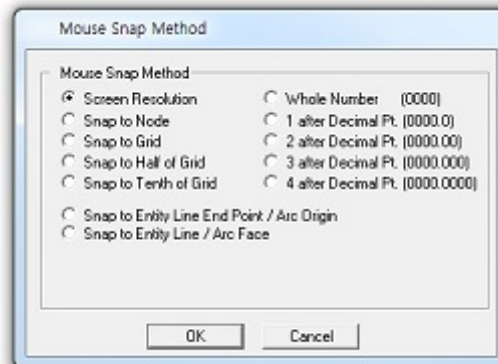 Mouse Snap Method
Mouse Snap Method
Screen Resolution
Snap to Node
Snap to Grid
Snap to Half of Grid
Snap to Tenth of Grid
Whole Number (0000)
1 after Decimal Pt. (0000.0)
2 after Decimal Pt. (0000.00)
3 after Decimal Pt. (0000.000)
4 after Decimal Pt. (0000.0000)
Snap to Entity Line End Point / Arc Origin
Snap to Entity Line / Arc Face
OK
Cancel